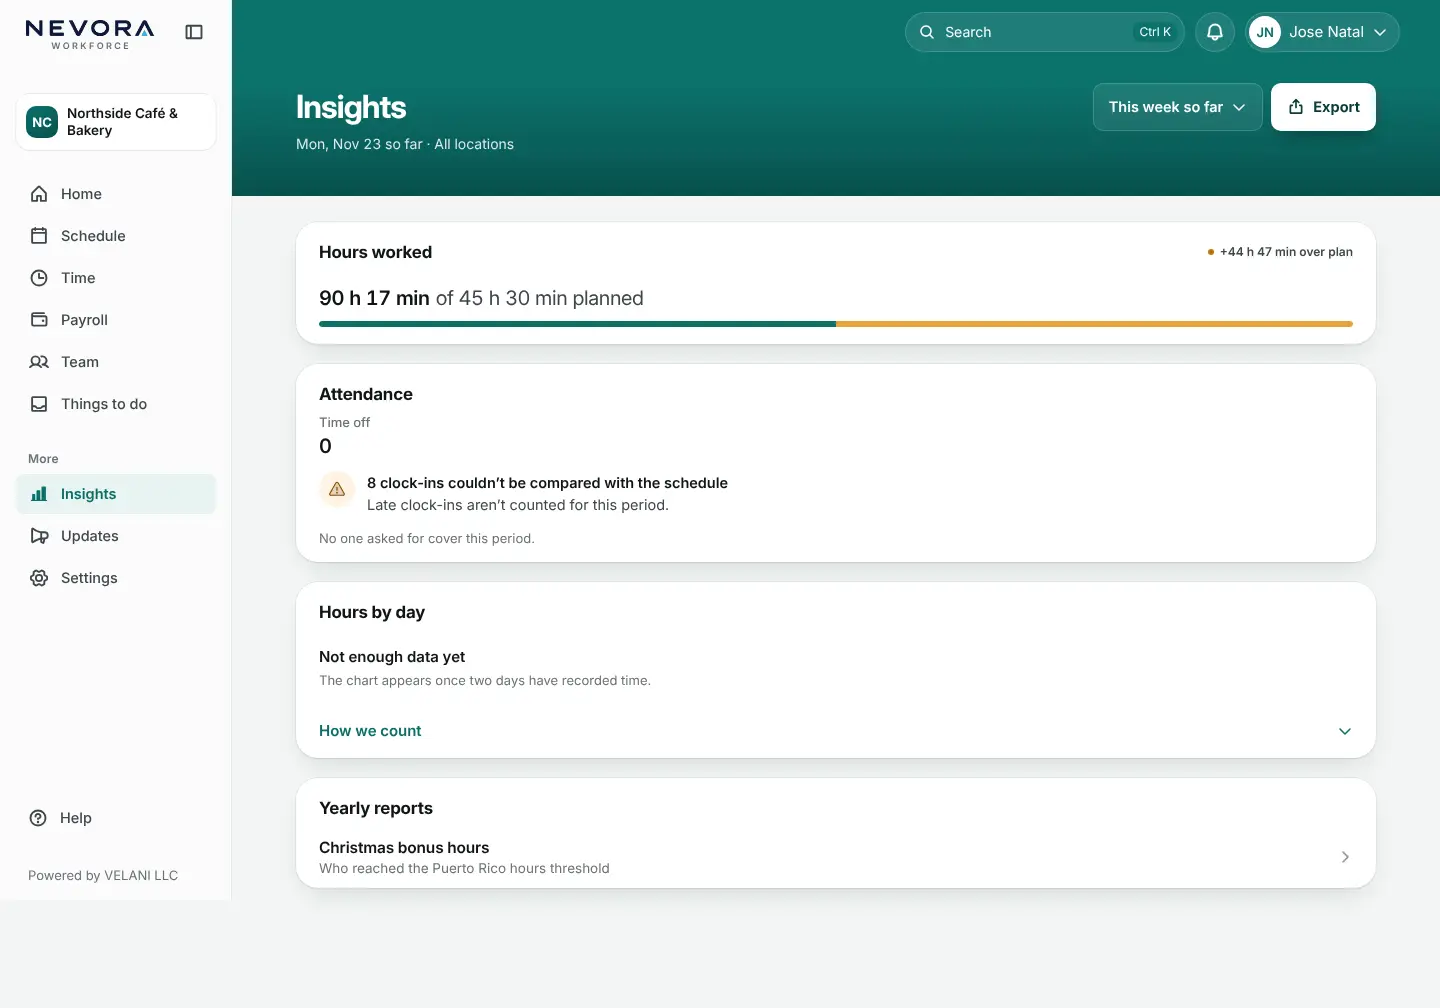 NEVORA
WORKFORCE
Search
Ctrl K
JN
Jose Natal
NC
Northside Café &
Bakery
Home
Schedule
Time
Payroll
Team
Things to do
More
Insights
Updates
Settings
Help
Powered by VELANI LLC
Insights
Mon, Nov 23 so far · All locations
This week so far
Export
Hours worked
+44 h 47 min over plan
90 h 17 min of 45 h 30 min planned
Attendance
Time off
0
8 clock-ins couldn’t be compared with the schedule
Late clock-ins aren’t counted for this period.
No one asked for cover this period.
Hours by day
Not enough data yet
The chart appears once two days have recorded time.
How we count
Yearly reports
Christmas bonus hours
Who reached the Puerto Rico hours threshold